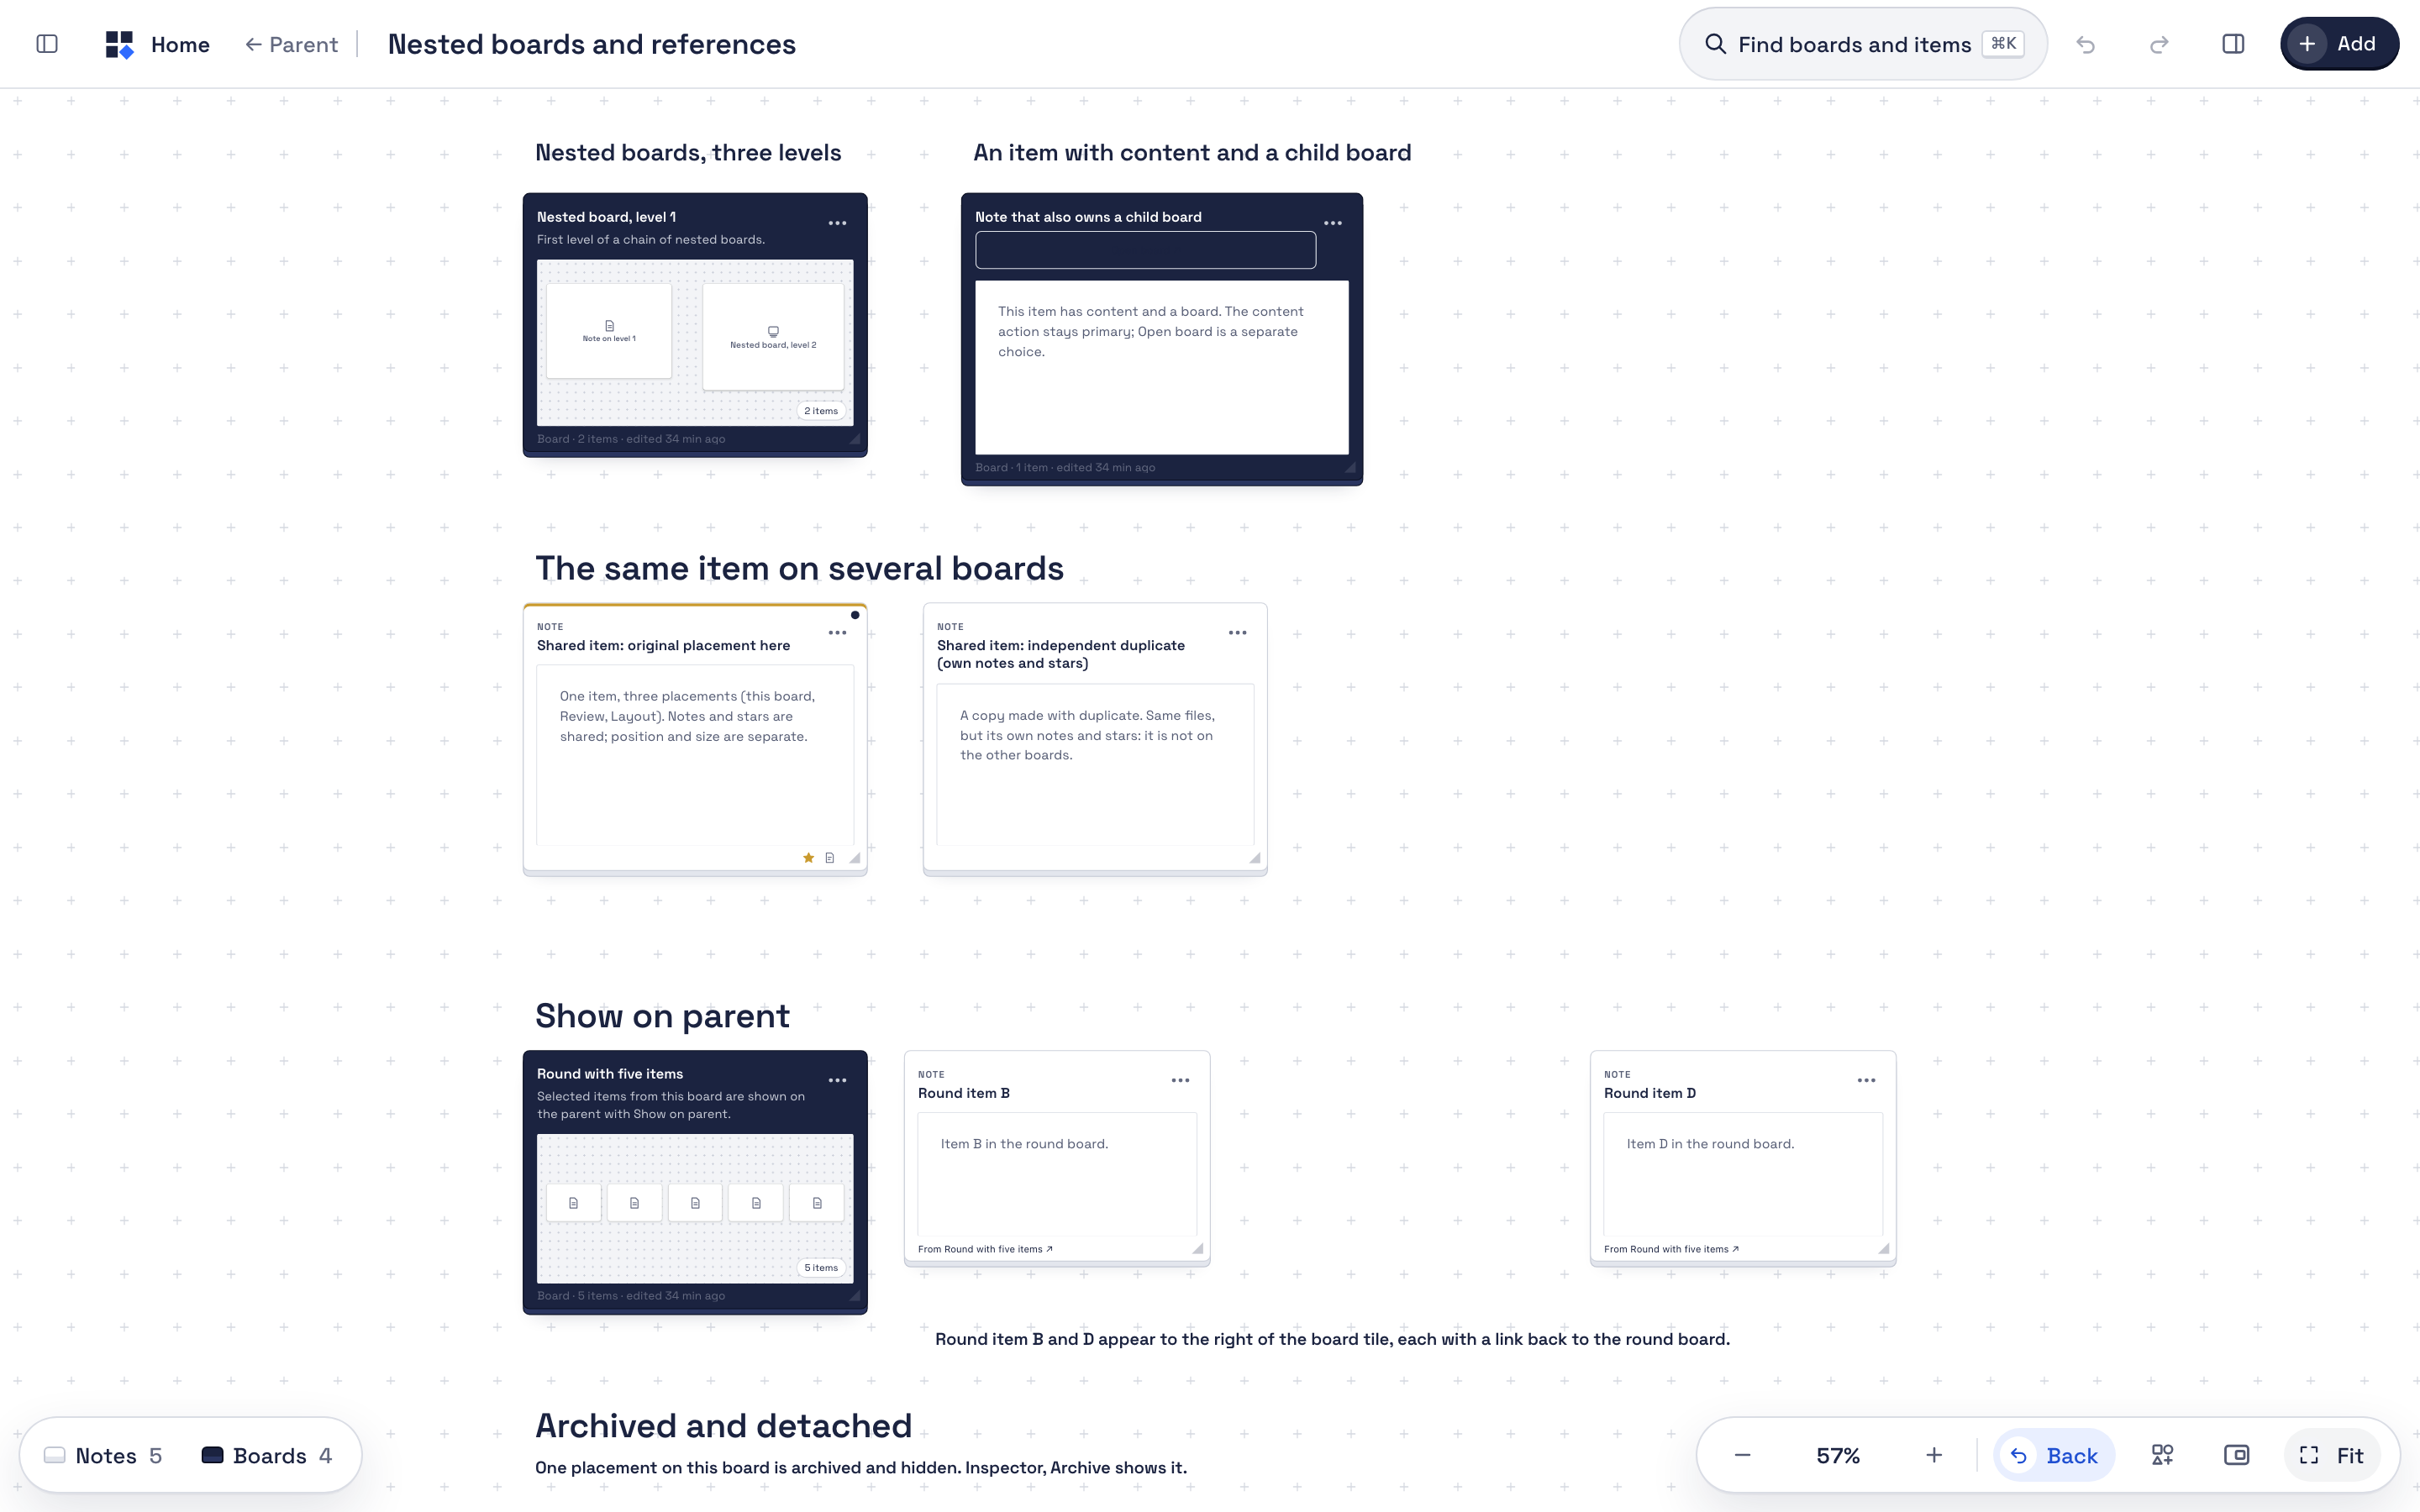 Home
Parent
Nested boards and references
Find boards and items ⌘K
Add
Nested boards, three levels
Nested board, level 1
First level of a chain of nested boards.
Note on level 1
Nested board, level 2
2 items
Board · 2 items · edited 34 min ago
An item with content and a child board
Note that also owns a child board
This item has content and a board. The content
action stays primary; Open board is a separate
choice.
Board · 1 item · edited 34 min ago
The same item on several boards
NOTE
Shared item: original placement here
One item, three placements (this board,
Review, Layout). Notes and stars are
shared; position and size are separate.
NOTE
Shared item: independent duplicate
(own notes and stars)
A copy made with duplicate. Same files,
but its own notes and stars: it is not on
the other boards.
Show on parent
Round with five items
Selected items from this board are shown on
the parent with Show on parent.
5 items
Board · 5 items · edited 34 min ago
NOTE
Round item B
Item B in the round board.
From Round with five items ↗
NOTE
Round item D
Item D in the round board.
From Round with five items ↗
Round item B and D appear to the right of the board tile, each with a link back to the round board.
Archived and detached
One placement on this board is archived and hidden. Inspector, Archive shows it.
Notes 5
Boards 4
57%
Back
Fit